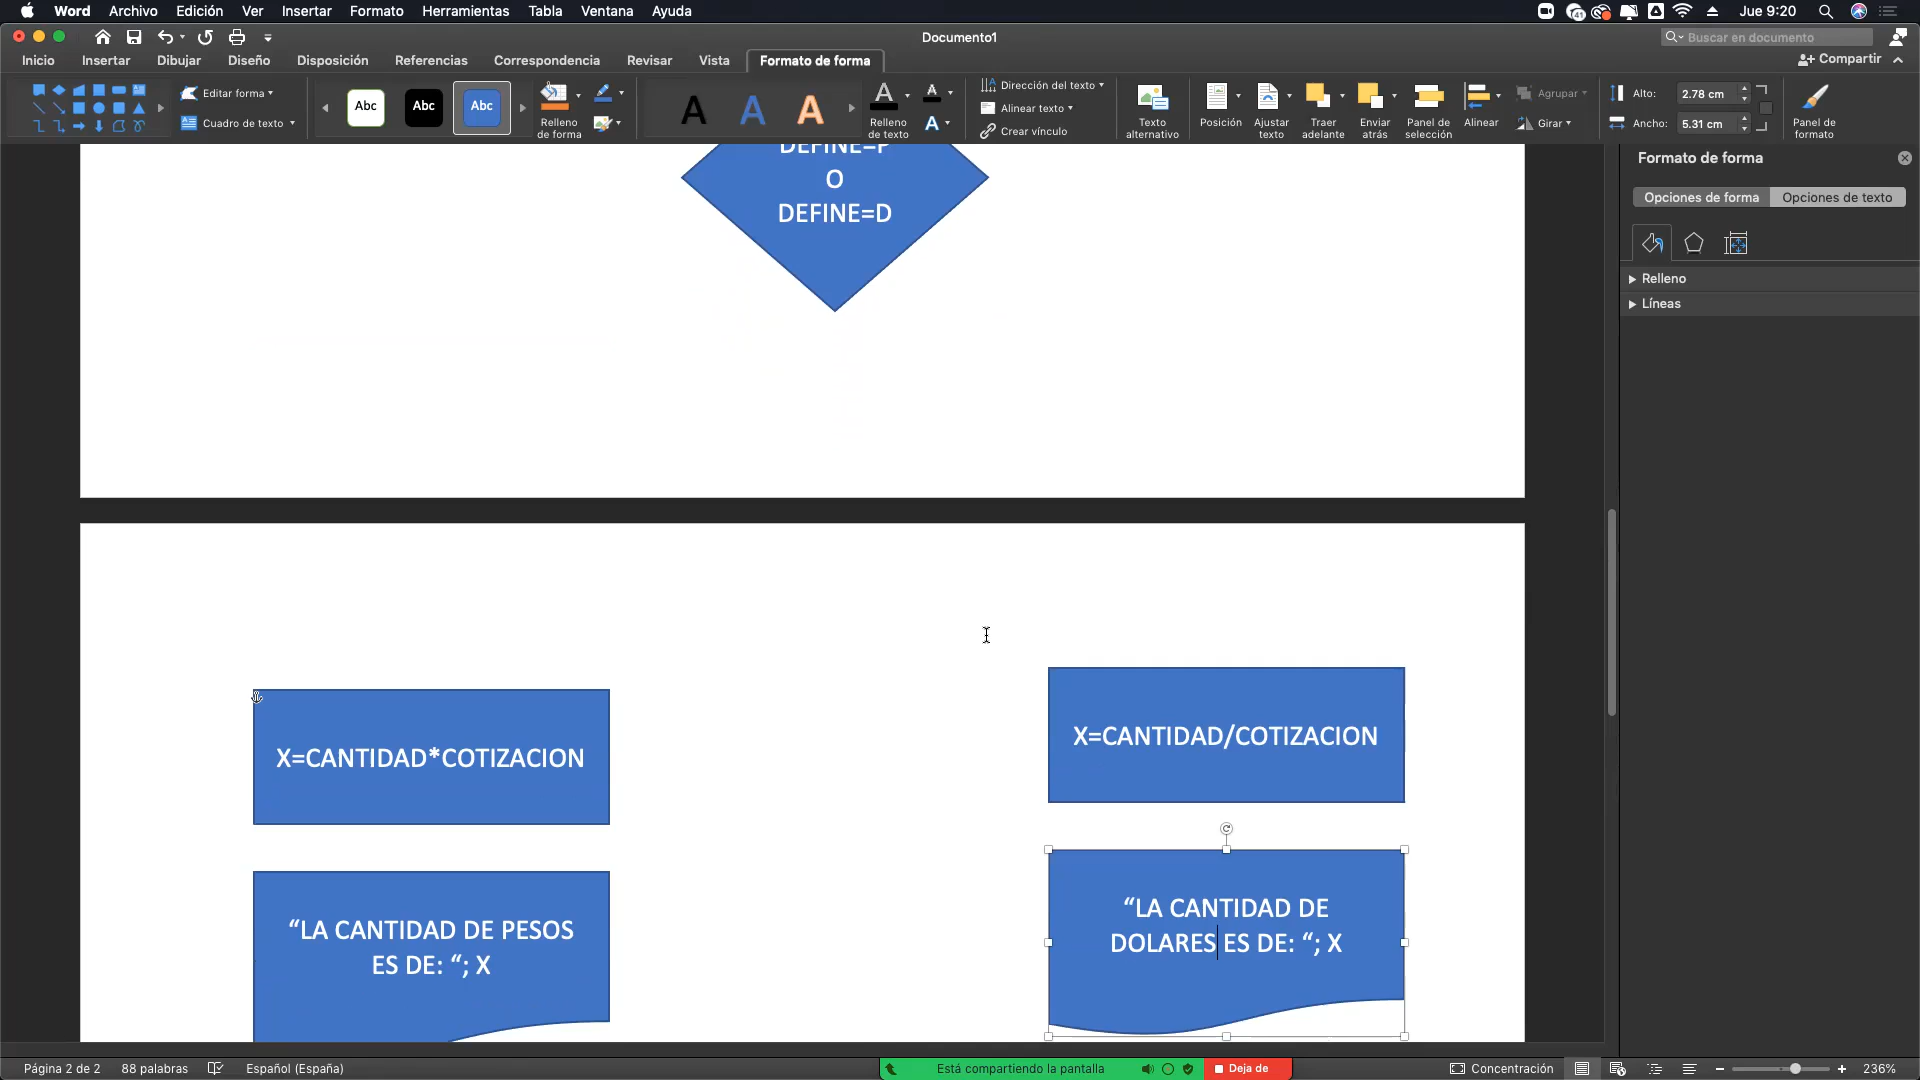 Word Archivo Edición Ver Insertar Formato Herramientas Tabla Ventana Ayuda
41
Jue 9:20
Documento1
Buscar en documento
Inicio Insertar Dibujar Diseño Disposición Referencias Correspondencia Revisar Vista Formato de forma
Compartir
Editar forma
Cuadro de texto
Abc Abc Abc
Relleno de forma
A A A
Relleno de texto
Dirección del texto
Alinear texto
Crear vínculo
Texto alternativo
Posición
Ajustar texto
Traer adelante
Enviar atrás
Panel de selección
Alinear
Agrupar
Girar
Alto: 2.78 cm
Ancho: 5.31 cm
Panel de formato
Formato de forma
Opciones de forma Opciones de texto
Relleno
Líneas
DEFINE=P
O
DEFINE=D
X=CANTIDAD*COTIZACION
X=CANTIDAD/COTIZACION
“LA CANTIDAD DE PESOS
ES DE: “; X
“LA CANTIDAD DE
DOLARES ES DE: “; X
Página 2 de 2 88 palabras Español (España)
Está compartiendo la pantalla
Deja de
Concentración
236%